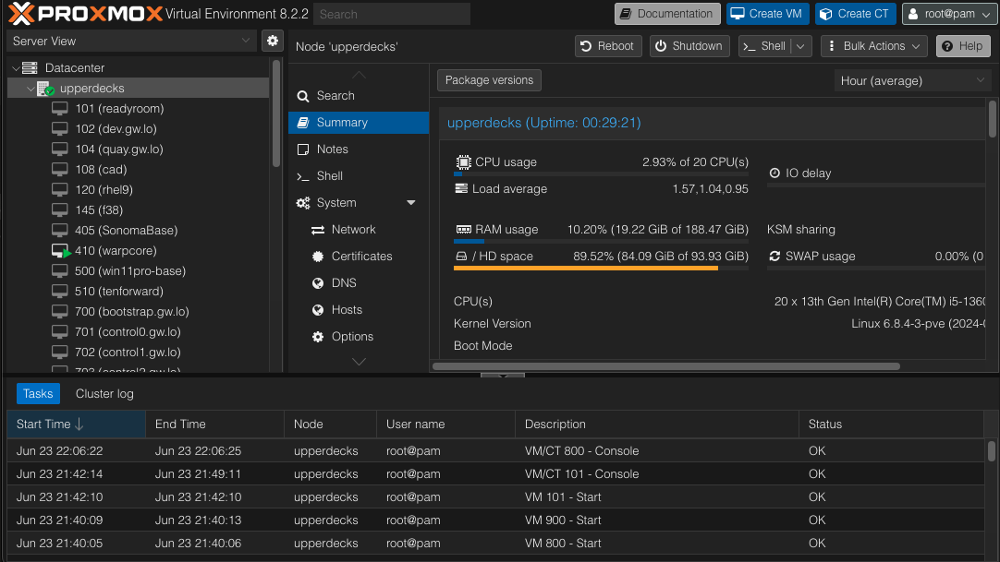 PROXMOX Virtual Environment 8.2.2 Search Documentation Create VM Create CT root@pam
Server View
Datacenter
upperdecks
101 (readyroom)
102 (dev.gw.lo)
104 (quay.gw.lo)
108 (cad)
120 (rhel9)
145 (f38)
405 (SonomaBase)
410 (warpcore)
500 (win11pro-base)
510 (tenforward)
700 (bootstrap.gw.lo)
701 (control0.gw.lo)
702 (control1.gw.lo)
703 (control2.gw.lo)
Node 'upperdecks' Reboot Shutdown Shell Bulk Actions Help
Search
Summary
Notes
Shell
System
Network
Certificates
DNS
Hosts
Options
Package versions Hour (average)
upperdecks (Uptime: 00:29:21)
CPU usage 2.93% of 20 CPU(s)
IO delay
Load average 1.57,1.04,0.95
RAM usage 10.20% (19.22 GiB of 188.47 GiB) KSM sharing
/ HD space 89.52% (84.09 GiB of 93.93 GiB) SWAP usage 0.00% (0
CPU(s) 20 x 13th Gen Intel(R) Core(TM) i5-1360
Kernel Version Linux 6.8.4-3-pve (2024-
Boot Mode
Tasks Cluster log
Start Time End Time Node User name Description Status
Jun 23 22:06:22 Jun 23 22:06:25 upperdecks root@pam VM/CT 800 - Console OK
Jun 23 21:42:14 Jun 23 21:49:11 upperdecks root@pam VM/CT 101 - Console OK
Jun 23 21:42:10 Jun 23 21:42:10 upperdecks root@pam VM 101 - Start OK
Jun 23 21:40:09 Jun 23 21:40:13 upperdecks root@pam VM 900 - Start OK
Jun 23 21:40:05 Jun 23 21:40:06 upperdecks root@pam VM 800 - Start OK